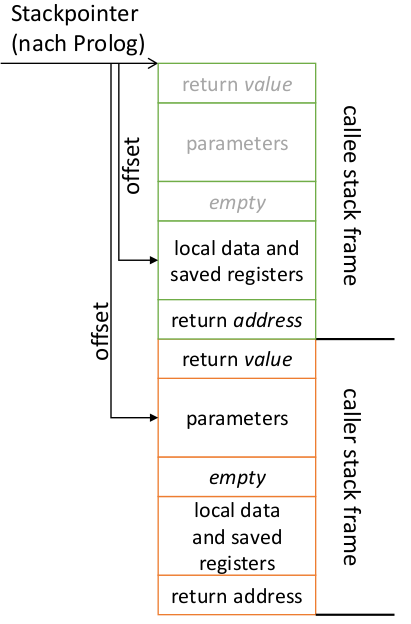 Stackpointer
(nach Prolog)
return value
parameters
empty
local data and
saved registers
return address
offset
callee stack frame
return value
parameters
empty
local data
and saved
registers
return address
offset
caller stack frame